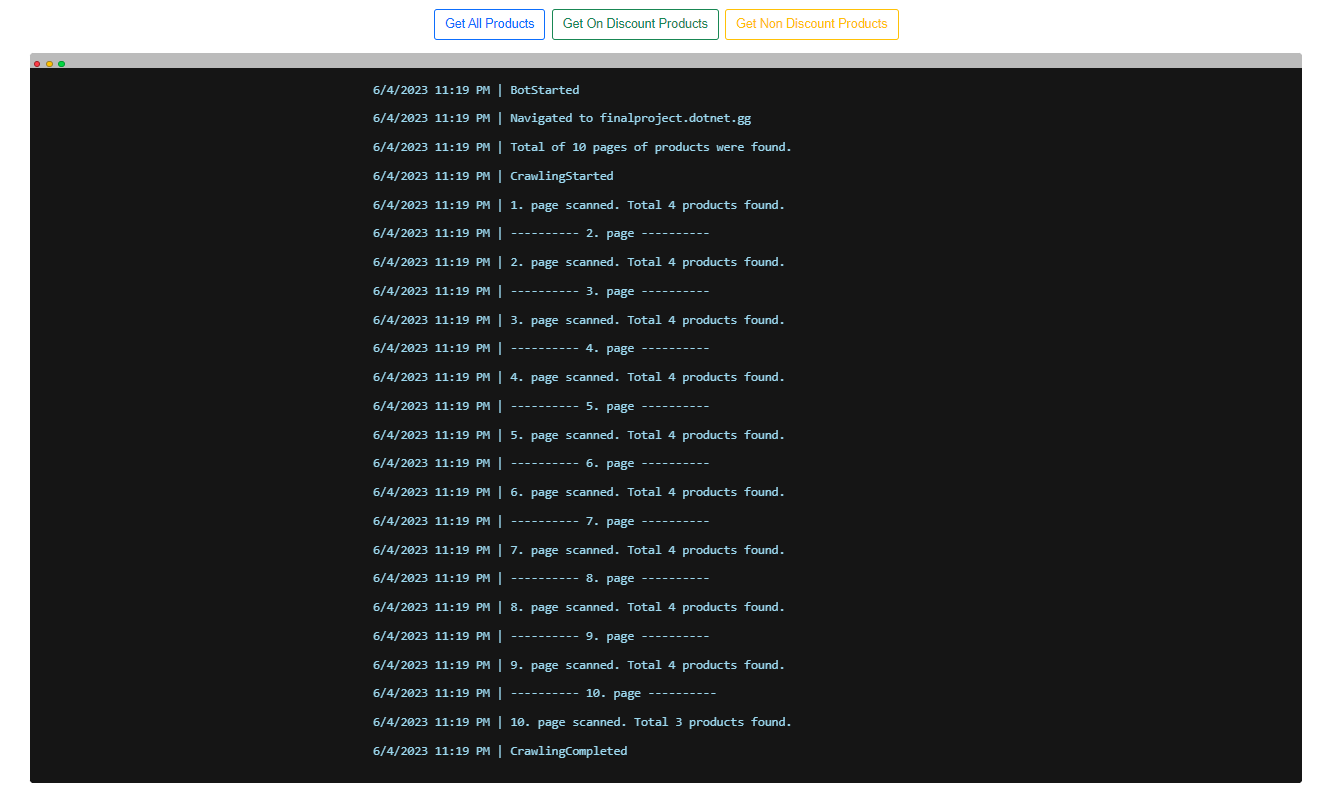 Get All Products Get On Discount Products Get Non Discount Products
6/4/2023 11:19 PM | BotStarted
6/4/2023 11:19 PM | Navigated to finalproject.dotnet.gg
6/4/2023 11:19 PM | Total of 10 pages of products were found.
6/4/2023 11:19 PM | CrawlingStarted
6/4/2023 11:19 PM | 1. page scanned. Total 4 products found.
6/4/2023 11:19 PM | ---------- 2. page ----------
6/4/2023 11:19 PM | 2. page scanned. Total 4 products found.
6/4/2023 11:19 PM | ---------- 3. page ----------
6/4/2023 11:19 PM | 3. page scanned. Total 4 products found.
6/4/2023 11:19 PM | ---------- 4. page ----------
6/4/2023 11:19 PM | 4. page scanned. Total 4 products found.
6/4/2023 11:19 PM | ---------- 5. page ----------
6/4/2023 11:19 PM | 5. page scanned. Total 4 products found.
6/4/2023 11:19 PM | ---------- 6. page ----------
6/4/2023 11:19 PM | 6. page scanned. Total 4 products found.
6/4/2023 11:19 PM | ---------- 7. page ----------
6/4/2023 11:19 PM | 7. page scanned. Total 4 products found.
6/4/2023 11:19 PM | ---------- 8. page ----------
6/4/2023 11:19 PM | 8. page scanned. Total 4 products found.
6/4/2023 11:19 PM | ---------- 9. page ----------
6/4/2023 11:19 PM | 9. page scanned. Total 4 products found.
6/4/2023 11:19 PM | ---------- 10. page ----------
6/4/2023 11:19 PM | 10. page scanned. Total 3 products found.
6/4/2023 11:19 PM | CrawlingCompleted